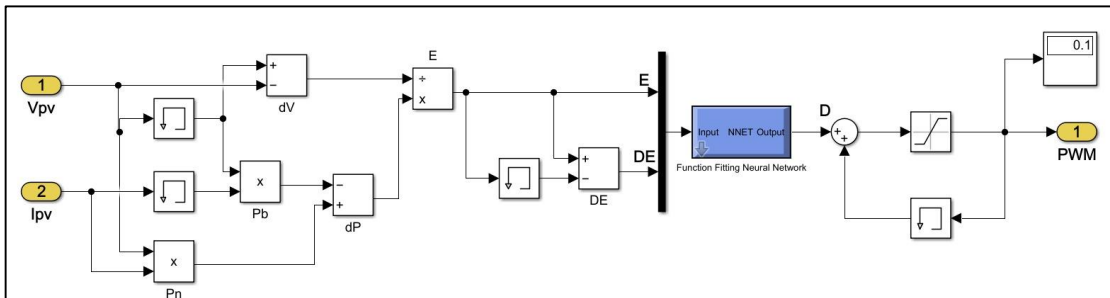 1
Vpv
2
Ipv
+
−
dV
x
Pb
x
Pn
−
+
dP
E
÷
x
+
−
DE
E
DE
Input NNET Output
Function Fitting Neural Network
D
+
+
0.1
1
PWM